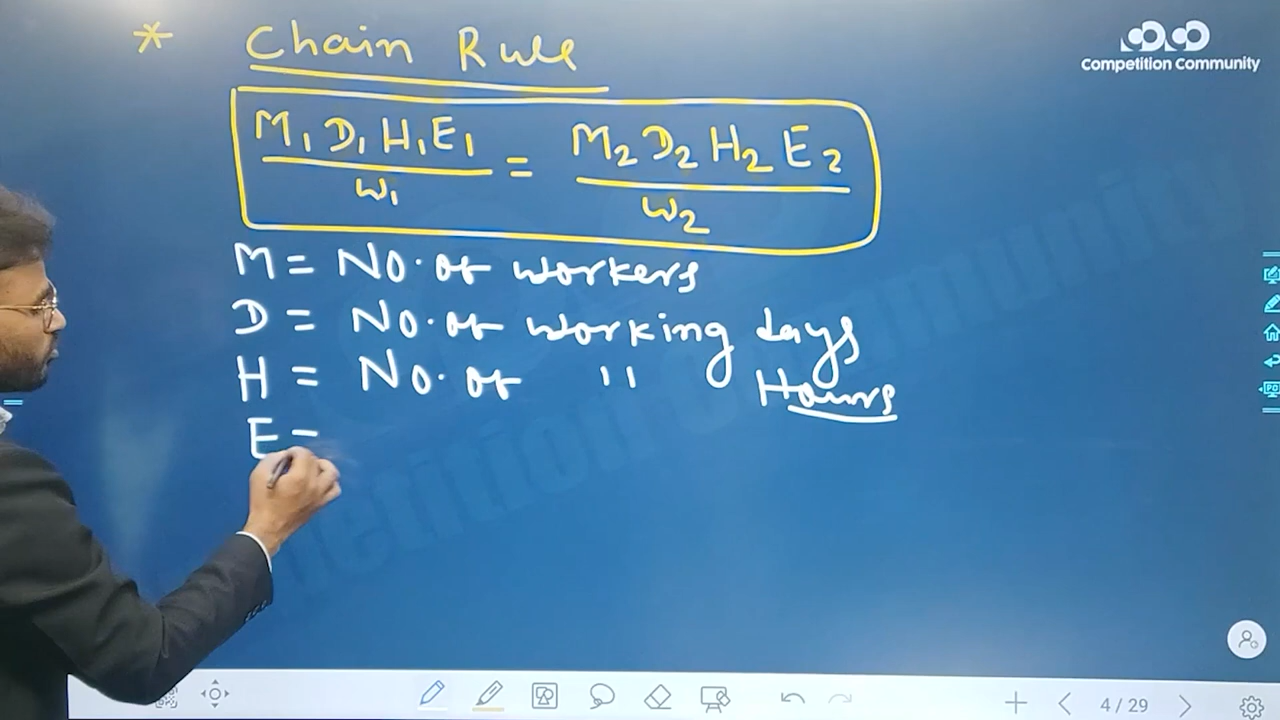 * Chain Rule
Competition Community
M₁ D₁ H₁ E₁ / W₁ = M₂ D₂ H₂ E₂ / W₂
M = No. of workers
D = No. of working days
H = No. of " Hours
E =
4 / 29